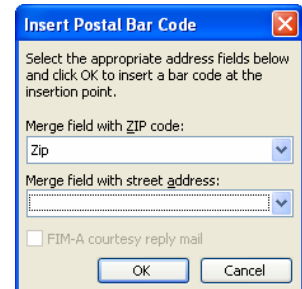 Insert Postal Bar Code
Select the appropriate address fields below
and click OK to insert a bar code at the
insertion point.
Merge field with ZIP code:
Zip
Merge field with street address:
FIM-A courtesy reply mail
OK Cancel